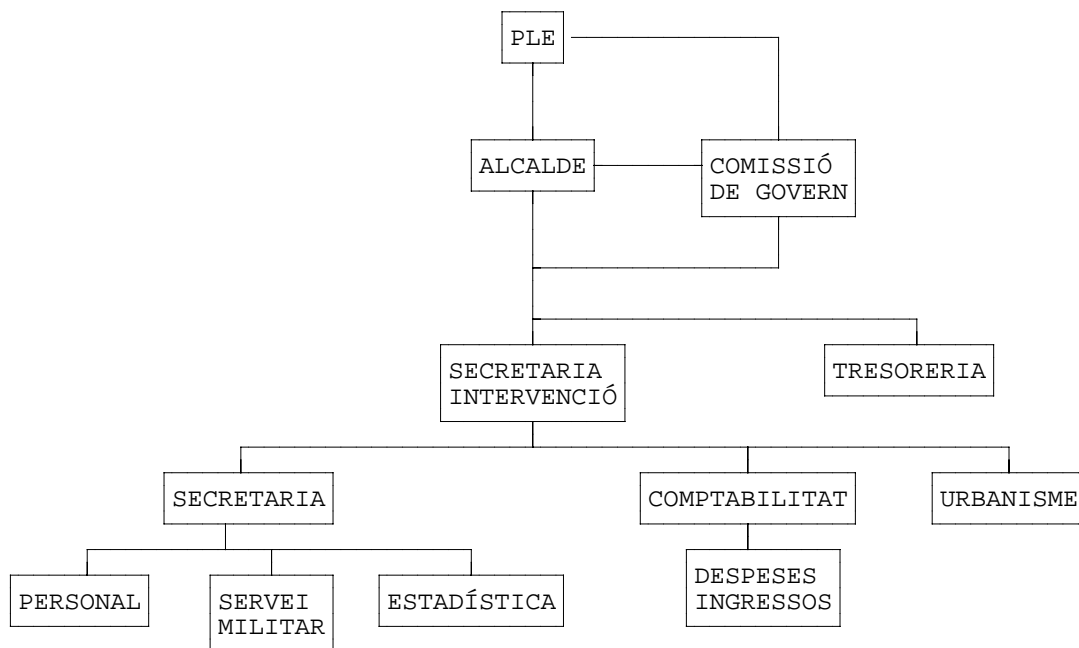 PLE
ALCALDE
COMISSIÓ
DE GOVERN
SECRETARIA
INTERVENCIÓ
TRESORERIA
SECRETARIA
COMPTABILITAT
URBANISME
PERSONAL
SERVEI
MILITAR
ESTADÍSTICA
DESPESES
INGRESSOS